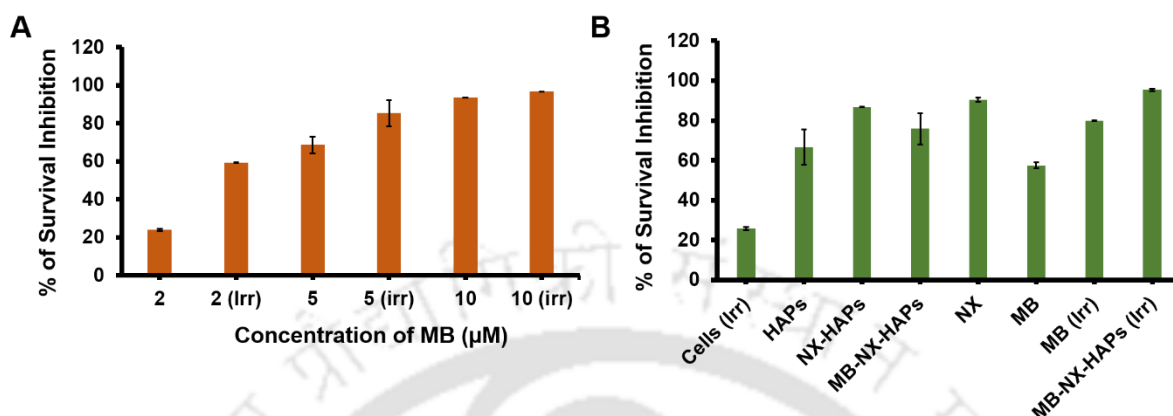 A
% of Survival Inhibition
120
100
80
60
40
20
0
2
2 (Irr)
5
5 (irr)
10
10 (irr)
Concentration of MB (µM)
B
% of Survival Inhibition
120
100
80
60
40
20
0
Cells (Irr)
HAPs
NX-HAPs
MB-NX-HAPs
NX
MB
MB (Irr)
MB-NX-HAPs (Irr)